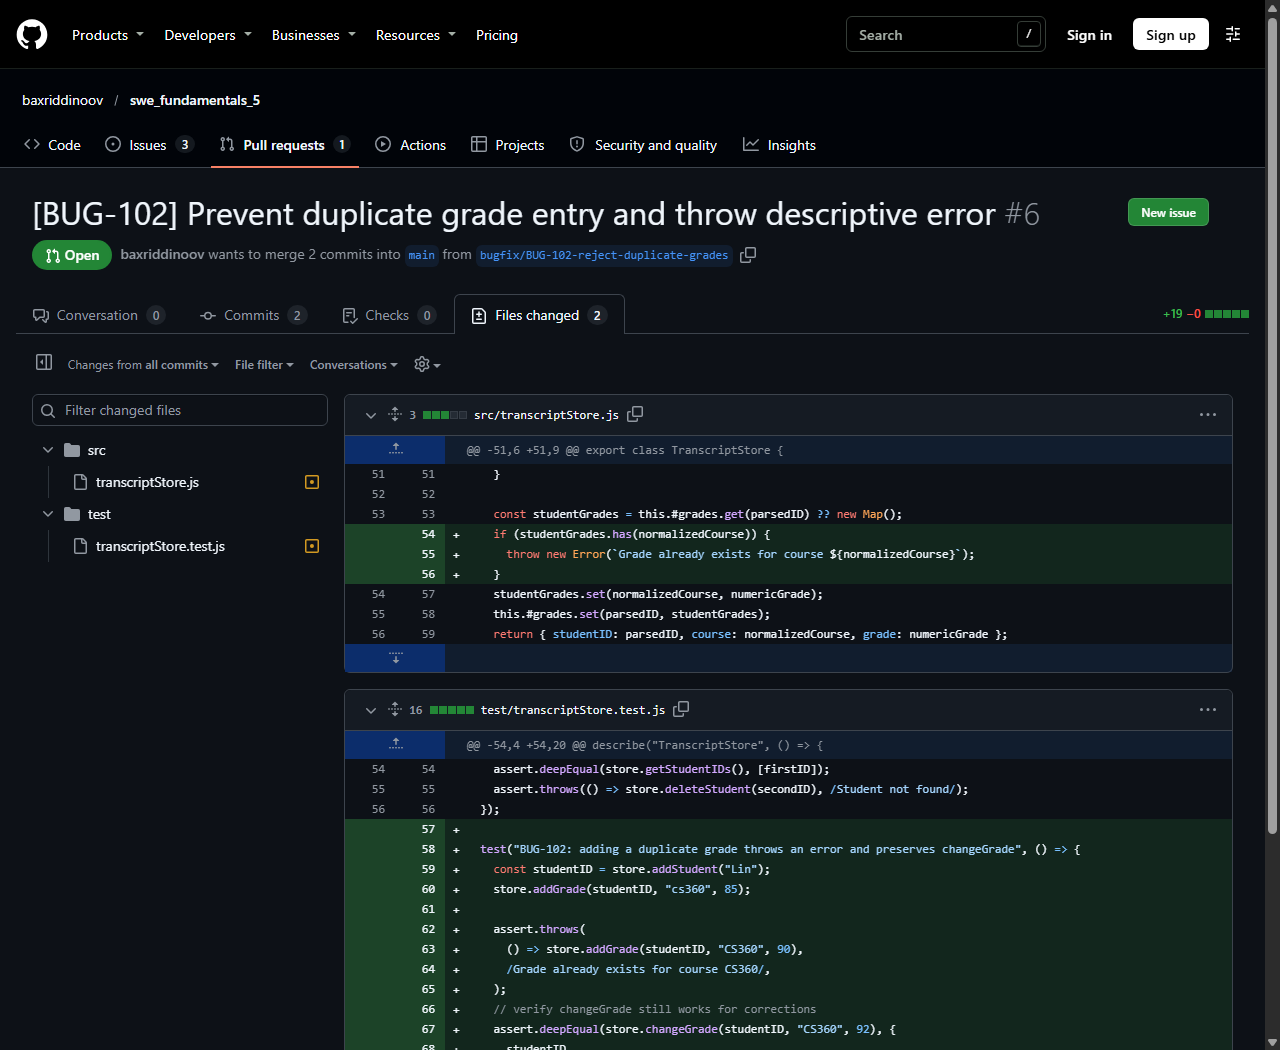 Products Developers Businesses Resources Pricing Search / Sign in Sign up
baxriddinoov / swe_fundamentals_5
Code Issues 3 Pull requests 1 Actions Projects Security and quality Insights
[BUG-102] Prevent duplicate grade entry and throw descriptive error #6 New issue
Open baxriddinoov wants to merge 2 commits into main from bugfix/BUG-102-reject-duplicate-grades
Conversation 0 Commits 2 Checks 0 Files changed 2 +19 −0
Changes from all commits File filter Conversations
Filter changed files
src
transcriptStore.js
test
transcriptStore.test.js
3 src/transcriptStore.js
@@ -51,6 +51,9 @@ export class TranscriptStore {
51 51 }
52 52
53 53 const studentGrades = this.#grades.get(parsedID) ?? new Map();
54 + if (studentGrades.has(normalizedCourse)) {
55 + throw new Error(`Grade already exists for course ${normalizedCourse}`);
56 + }
54 57 studentGrades.set(normalizedCourse, numericGrade);
55 58 this.#grades.set(parsedID, studentGrades);
56 59 return { studentID: parsedID, course: normalizedCourse, grade: numericGrade };
16 test/transcriptStore.test.js
@@ -54,4 +54,20 @@ describe("TranscriptStore", () => {
54 54 assert.deepEqual(store.getStudentIDs(), [firstID]);
55 55 assert.throws(() => store.deleteStudent(secondID), /Student not found/);
56 56 });
57 +
58 + test("BUG-102: adding a duplicate grade throws an error and preserves changeGrade", () => {
59 + const studentID = store.addStudent("Lin");
60 + store.addGrade(studentID, "cs360", 85);
61 +
62 + assert.throws(
63 + () => store.addGrade(studentID, "CS360", 90),
64 + /Grade already exists for course CS360/,
65 + );
66 + // verify changeGrade still works for corrections
67 + assert.deepEqual(store.changeGrade(studentID, "CS360", 92), {
68 + studentID